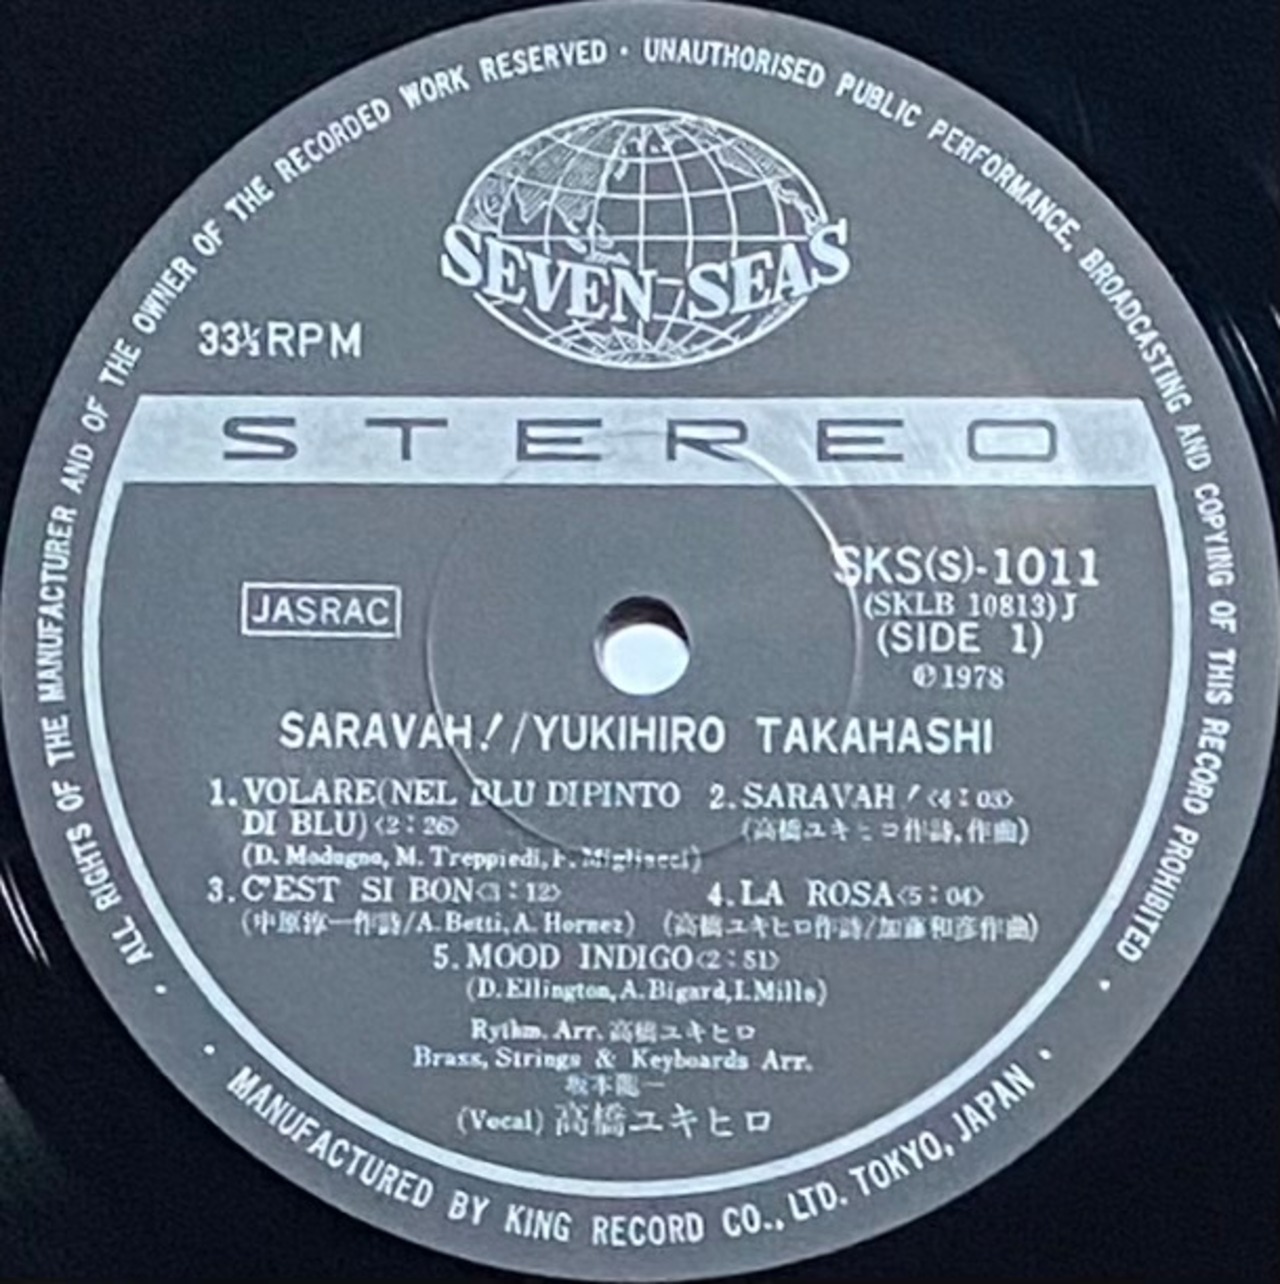 ALL RIGHTS OF THE MANUFACTURER AND OF THE OWNER OF THE RECORDED WORK RESERVED · UNAUTHORISED PUBLIC PERFORMANCE, BROADCASTING AND COPYING OF THIS RECORD PROHIBITED
SEVEN SEAS
33⅓RPM
STEREO
JASRAC
SKS(S)-1011
(SKLB 10813)J
(SIDE 1)
℗1978
SARAVAH!/YUKIHIRO TAKAHASHI
1. VOLARE(NEL BLU DIPINTO
DI BLU)<2:26>
(D. Modugno, M. Treppiedi, F. Migliacci)
2. SARAVAH!<4:03>
(高橋ユキヒロ作詩,作曲)
3. C'EST SI BON<3:12>
(中原淳一作詩/A. Betti, A. Hornez)
4. LA ROSA<5:04>
(高橋ユキヒロ作詩/加藤和彦作曲)
5. MOOD INDIGO<2:51>
(D. Ellington, A. Bigard, I. Mills)
Rythm. Arr. 高橋ユキヒロ
Brass, Strings & Keyboards Arr.
坂本龍一
(Vocal) 高橋ユキヒロ
· MANUFACTURED BY KING RECORD CO., LTD. TOKYO, JAPAN ·